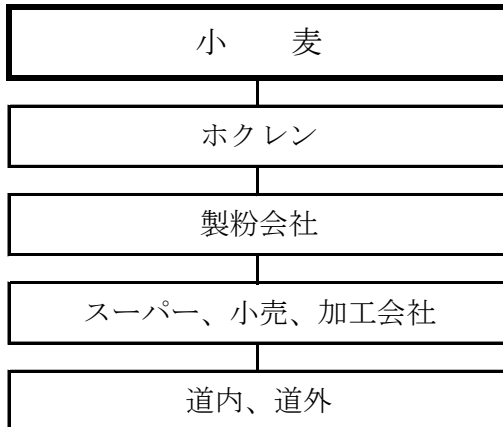 小　麦
ホクレン
製粉会社
スーパー、小売、加工会社
道内、道外